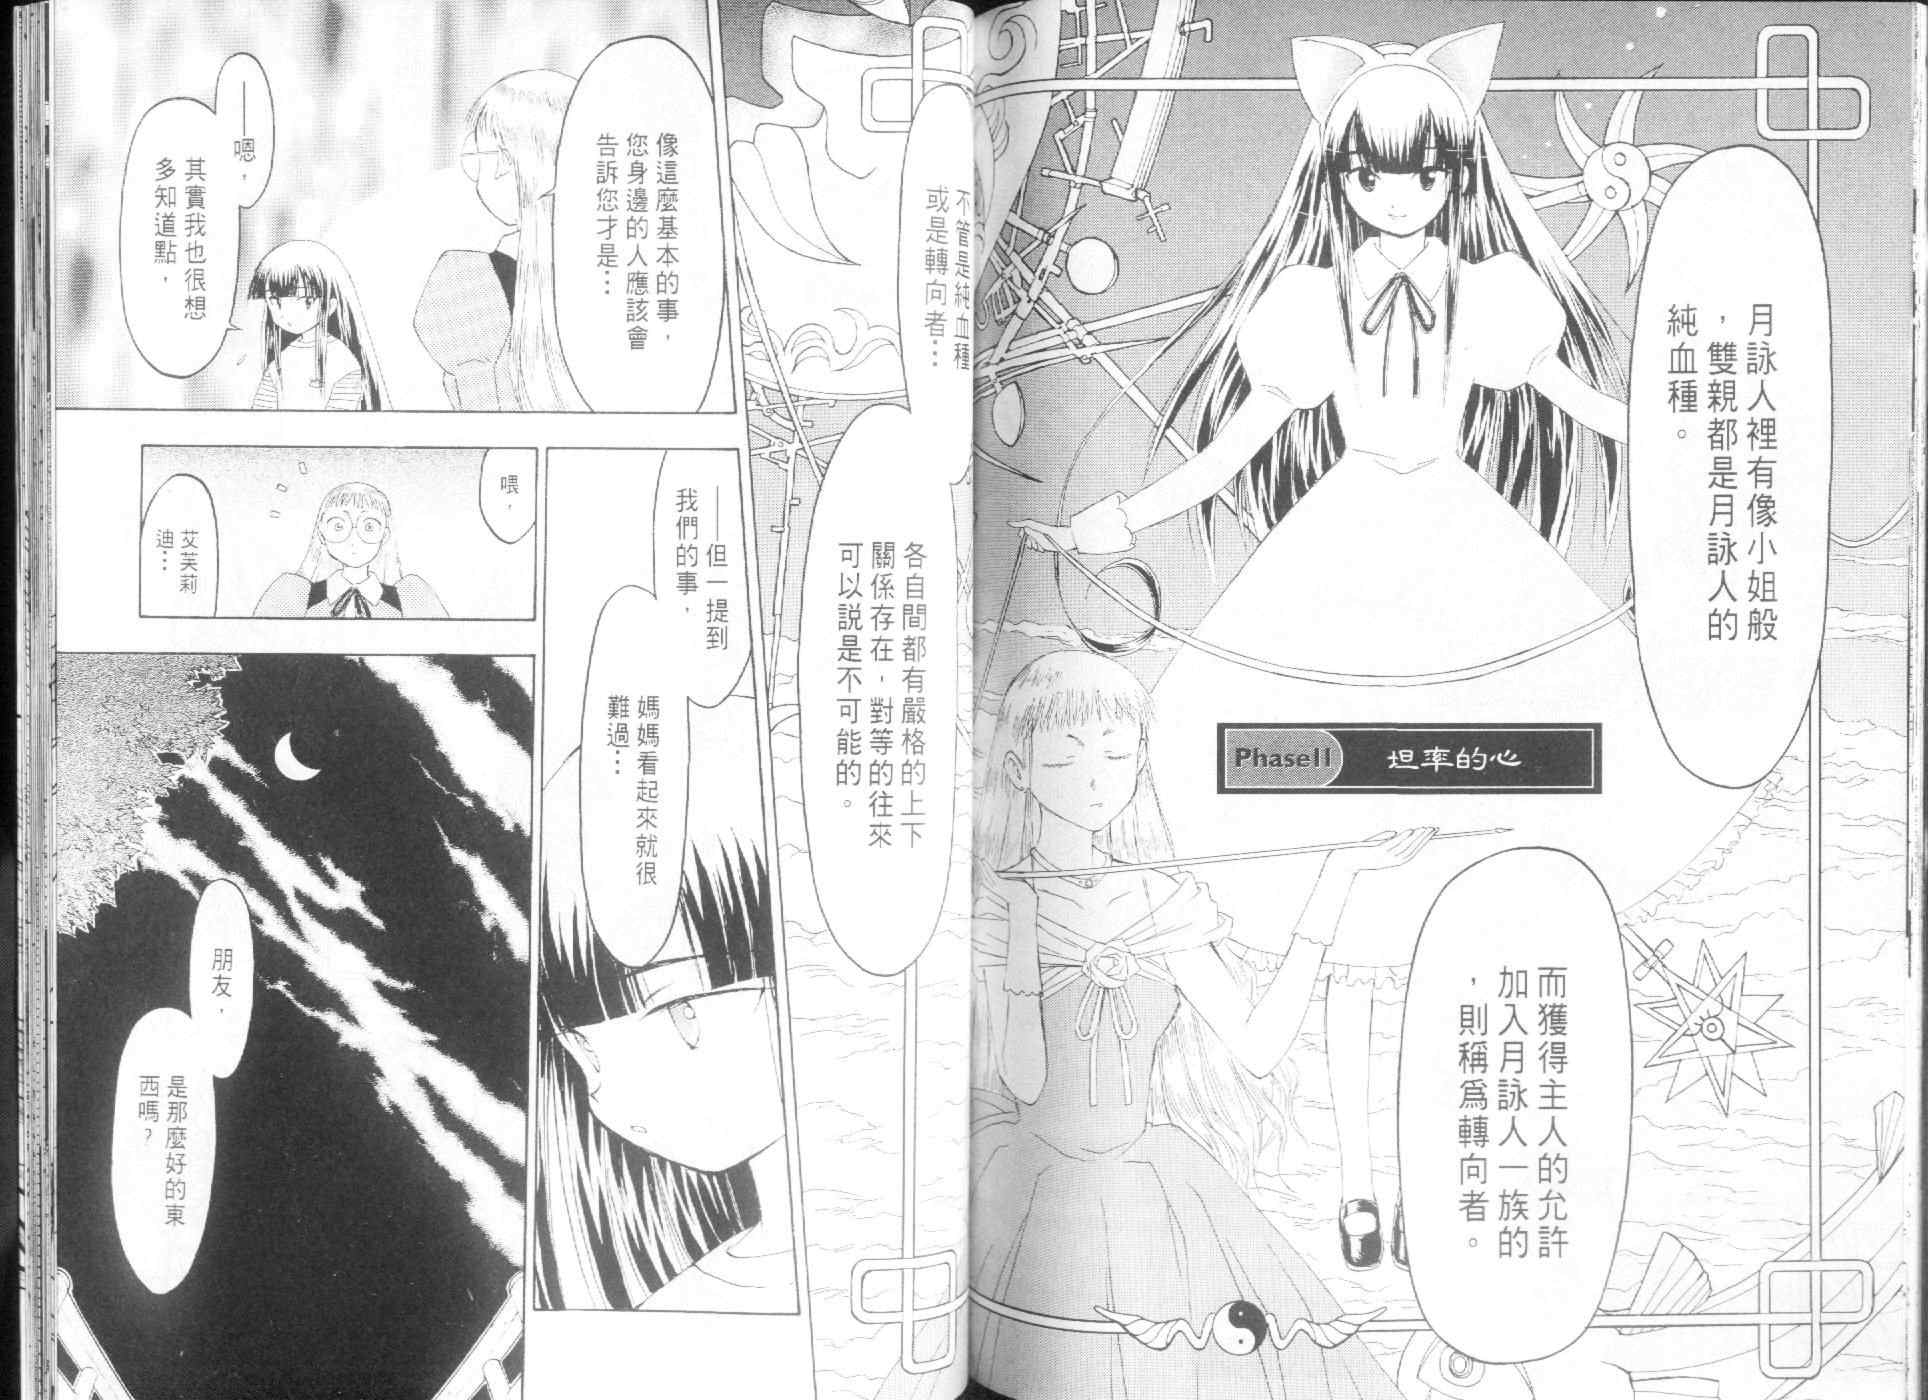 月詠人裡有像小姐般
，雙親都是月詠人的
純血種。
PhaseII
坦率的心
而獲得主人的允許
加入月詠人一族的
，則稱爲轉向者。
不管是純血種
或是轉向者…
各自間都有嚴格的上下
關係存在，對等的往來
可以說是不可能的。
像這麼基本的事，
您身邊的人應該會
告訴您才是…
——嗯，
其實我也很想
多知道點，
——但一提到
我們的事，
媽媽看起來就很
難過…
喂，
艾芙莉
迪…
朋友，
是那麼好的東
西嗎？